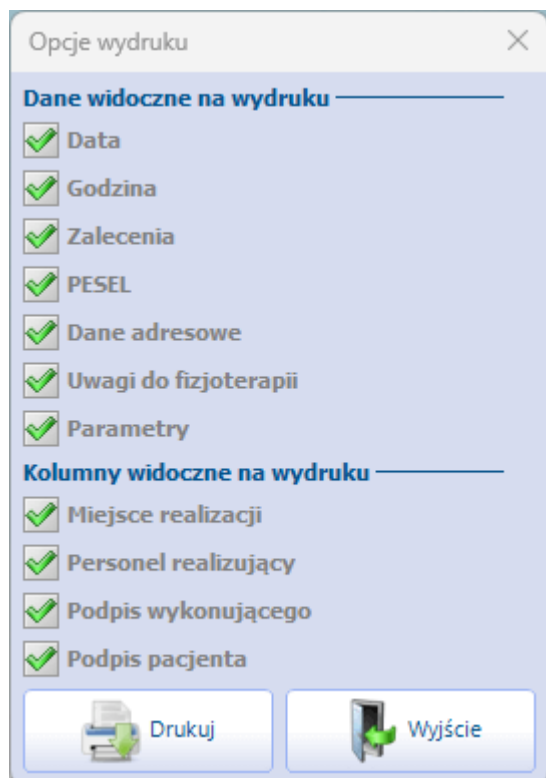 Opcje wydruku
Dane widoczne na wydruku
Data
Godzina
Zalecenia
PESEL
Dane adresowe
Uwagi do fizjoterapii
Parametry
Kolumny widoczne na wydruku
Miejsce realizacji
Personel realizujący
Podpis wykonującego
Podpis pacjenta
Drukuj
Wyjście